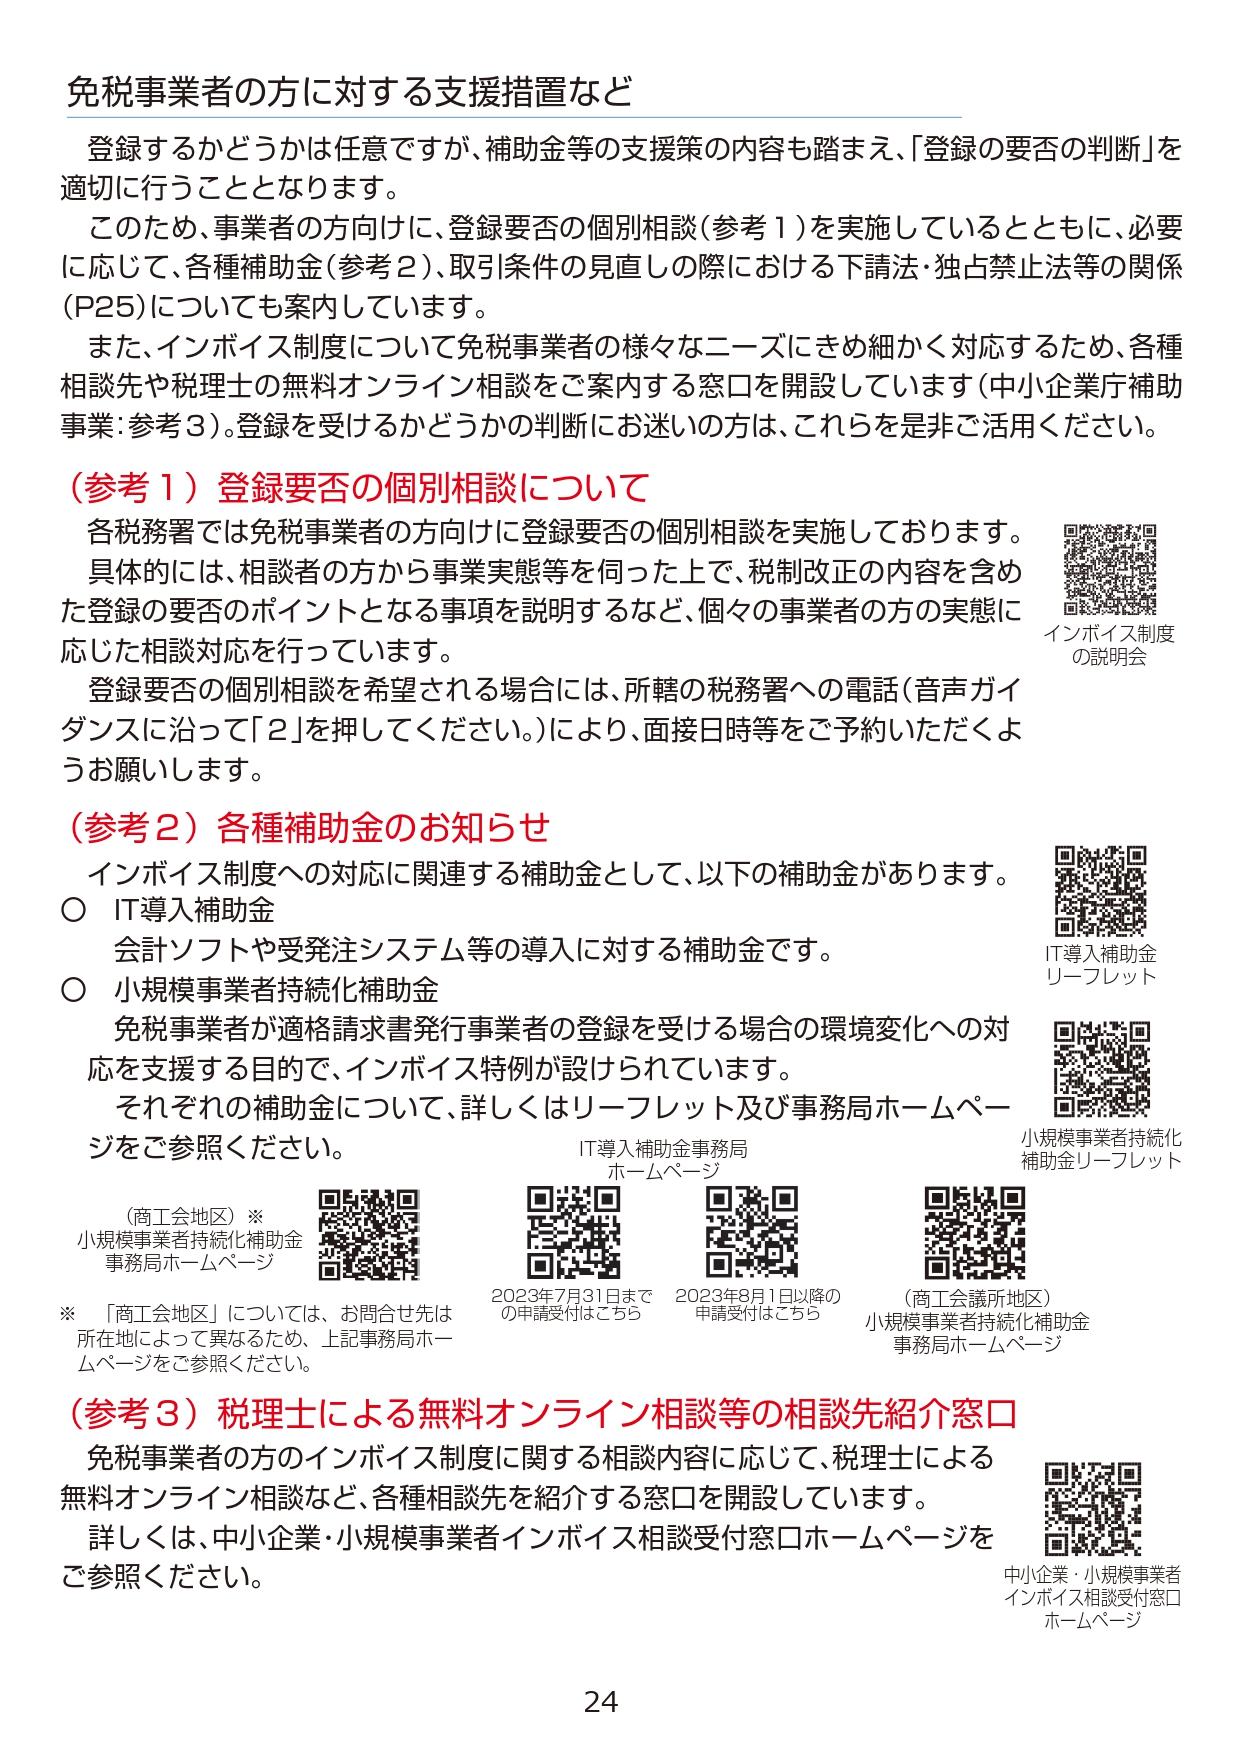 免税事業者の方に対する支援措置など
登録するかどうかは任意ですが、補助金等の支援策の内容も踏まえ、「登録の要否の判断」を
適切に行うこととなります。
このため、事業者の方向けに、登録要否の個別相談（参考１）を実施しているとともに、必要
に応じて、各種補助金（参考２）、取引条件の見直しの際における下請法・独占禁止法等の関係
（P25）についても案内しています。
また、インボイス制度について免税事業者の様々なニーズにきめ細かく対応するため、各種
相談先や税理士の無料オンライン相談をご案内する窓口を開設しています（中小企業庁補助
事業：参考３）。登録を受けるかどうかの判断にお迷いの方は、これらを是非ご活用ください。
（参考１）登録要否の個別相談について
各税務署では免税事業者の方向けに登録要否の個別相談を実施しております。
具体的には、相談者の方から事業実態等を伺った上で、税制改正の内容を含め
た登録の要否のポイントとなる事項を説明するなど、個々の事業者の方の実態に
応じた相談対応を行っています。
登録要否の個別相談を希望される場合には、所轄の税務署への電話（音声ガイ
ダンスに沿って「２」を押してください。）により、面接日時等をご予約いただくよ
うお願いします。
インボイス制度
の説明会
（参考２）各種補助金のお知らせ
インボイス制度への対応に関連する補助金として、以下の補助金があります。
〇　IT導入補助金
会計ソフトや受発注システム等の導入に対する補助金です。
〇　小規模事業者持続化補助金
免税事業者が適格請求書発行事業者の登録を受ける場合の環境変化への対
応を支援する目的で、インボイス特例が設けられています。
それぞれの補助金について、詳しくはリーフレット及び事務局ホームペー
ジをご参照ください。
IT導入補助金
リーフレット
小規模事業者持続化
補助金リーフレット
IT導入補助金事務局
ホームページ
（商工会地区）※
小規模事業者持続化補助金
事務局ホームページ
2023年7月31日まで
の申請受付はこちら
2023年8月1日以降の
申請受付はこちら
（商工会議所地区）
小規模事業者持続化補助金
事務局ホームページ
※　「商工会地区」については、お問合せ先は
所在地によって異なるため、上記事務局ホー
ムページをご参照ください。
（参考３）税理士による無料オンライン相談等の相談先紹介窓口
免税事業者の方のインボイス制度に関する相談内容に応じて、税理士による
無料オンライン相談など、各種相談先を紹介する窓口を開設しています。
詳しくは、中小企業・小規模事業者インボイス相談受付窓口ホームページを
ご参照ください。
中小企業・小規模事業者
インボイス相談受付窓口
ホームページ
24